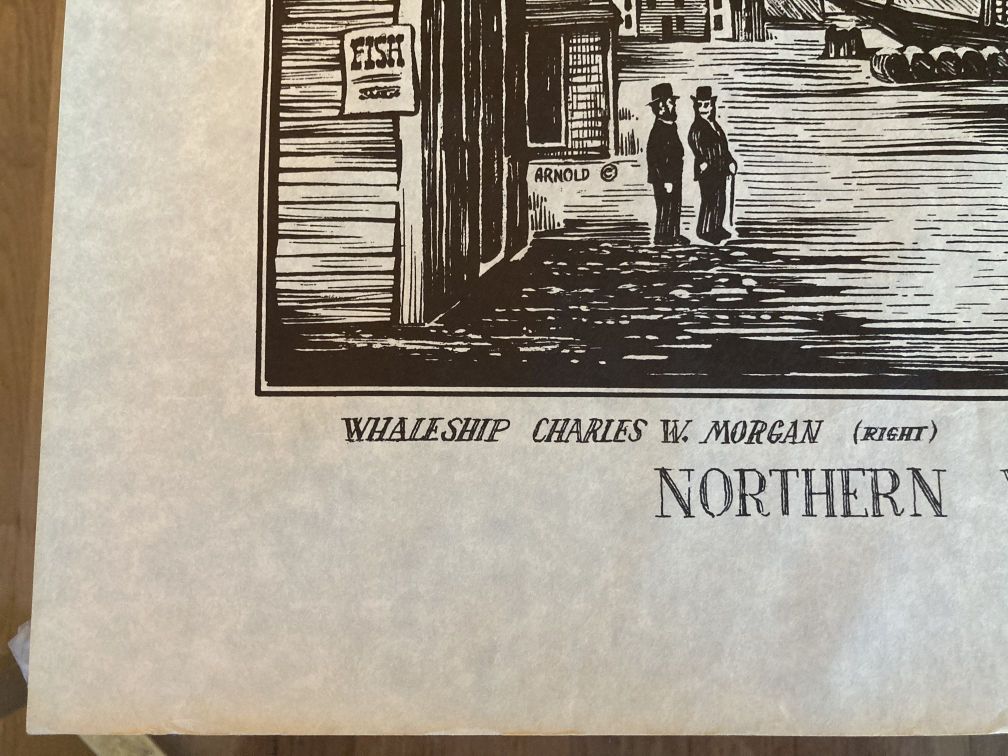 FISH
ARNOLD ©
WHALESHIP CHARLES W. MORGAN (RIGHT)
NORTHERN